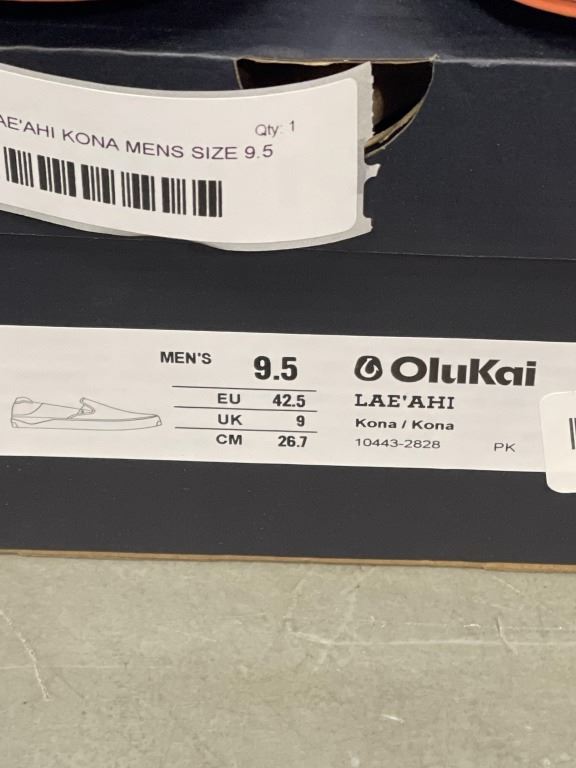 AE'AHI KONA MENS SIZE 9.5
Qty: 1
MEN'S 9.5
EU 42.5
UK 9
CM 26.7
OluKai
LAE'AHI
Kona / Kona
10443-2828 PK